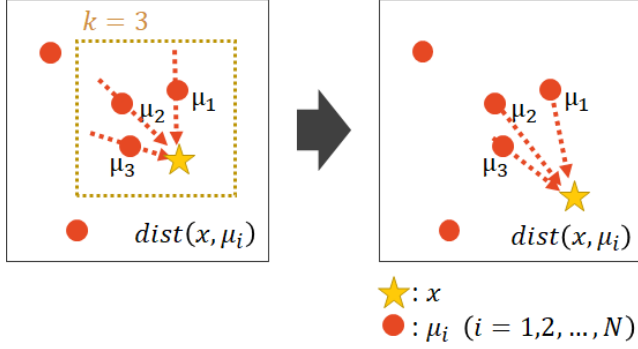 k = 3
μ₁
μ₂
μ₃
dist(x, μᵢ)
μ₁
μ₂
μ₃
dist(x, μᵢ)
: x
: μᵢ (i = 1,2, ..., N)